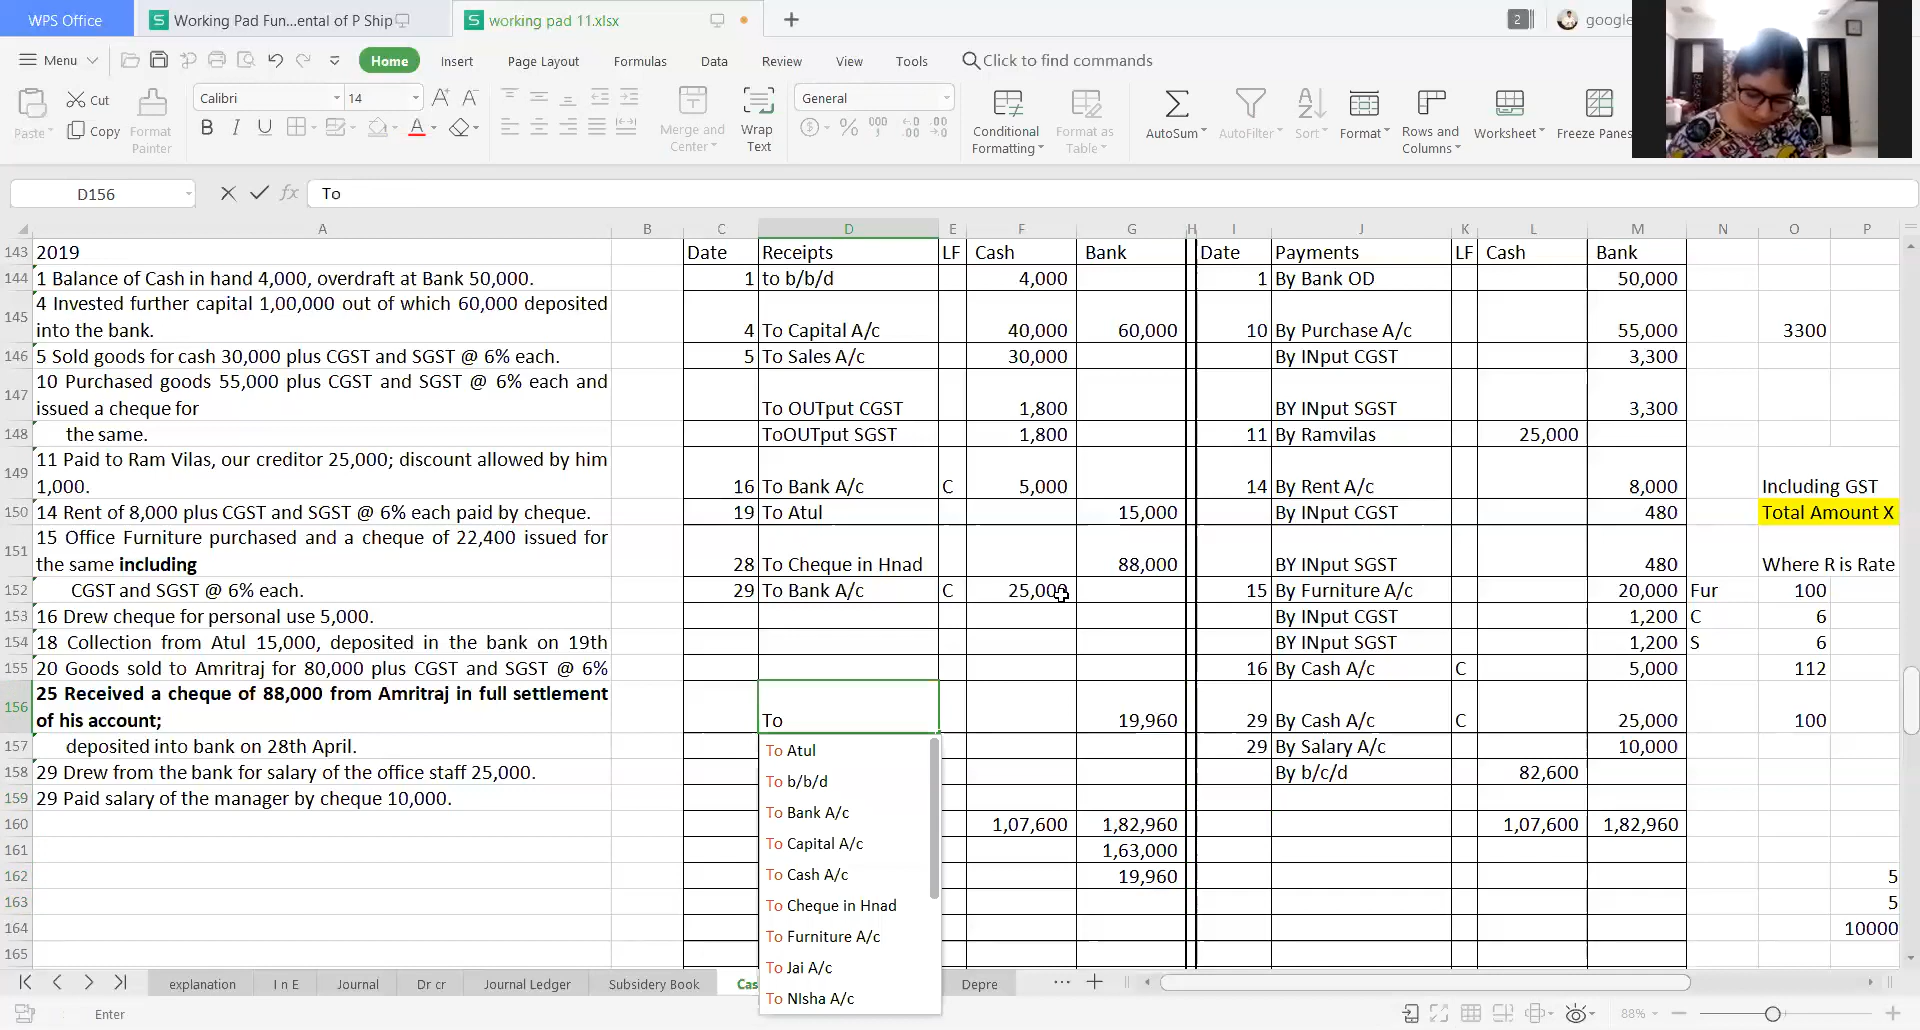 WPS Office
Working Pad Fun...ental of P Ship
working pad 11.xlsx
2
google
Menu
Home
Insert
Page Layout
Formulas
Data
Review
View
Tools
Click to find commands
Paste
Cut
Copy
Format Painter
Calibri
14
Merge and Center
Wrap Text
General
Conditional Formatting
Format as Table
AutoSum
AutoFilter
Sort
Format
Rows and Columns
Worksheet
Freeze Panes
D156
To
A B C D E F G H I J K L M N O P
143 2019 Date Receipts LF Cash Bank Date Payments LF Cash Bank
144 1 Balance of Cash in hand 4,000, overdraft at Bank 50,000. 1 to b/b/d 4,000 1 By Bank OD 50,000
145 4 Invested further capital 1,00,000 out of which 60,000 deposited
into the bank. 4 To Capital A/c 40,000 60,000 10 By Purchase A/c 55,000 3300
146 5 Sold goods for cash 30,000 plus CGST and SGST @ 6% each. 5 To Sales A/c 30,000 By INput CGST 3,300
147 10 Purchased goods 55,000 plus CGST and SGST @ 6% each and
issued a cheque for To OUTput CGST 1,800 BY INput SGST 3,300
148 the same. ToOUTput SGST 1,800 11 By Ramvilas 25,000
149 11 Paid to Ram Vilas, our creditor 25,000; discount allowed by him
1,000. 16 To Bank A/c C 5,000 14 By Rent A/c 8,000 Including GST
150 14 Rent of 8,000 plus CGST and SGST @ 6% each paid by cheque. 19 To Atul 15,000 By INput CGST 480 Total Amount X
151 15 Office Furniture purchased and a cheque of 22,400 issued for
the same including 28 To Cheque in Hnad 88,000 BY INput SGST 480 Where R is Rate
152 CGST and SGST @ 6% each. 29 To Bank A/c C 25,000 15 By Furniture A/c 20,000 Fur 100
153 16 Drew cheque for personal use 5,000. By INput CGST 1,200 C 6
154 18 Collection from Atul 15,000, deposited in the bank on 19th BY INput SGST 1,200 S 6
155 20 Goods sold to Amritraj for 80,000 plus CGST and SGST @ 6% 16 By Cash A/c C 5,000 112
156 25 Received a cheque of 88,000 from Amritraj in full settlement
of his account; To 19,960 29 By Cash A/c C 25,000 100
157 deposited into bank on 28th April. 29 By Salary A/c 10,000
158 29 Drew from the bank for salary of the office staff 25,000. By b/c/d 82,600
159 29 Paid salary of the manager by cheque 10,000.
160 1,07,600 1,82,960 1,07,600 1,82,960
161 1,63,000
162 19,960 5
163 5
164 10000
165
To Atul
To b/b/d
To Bank A/c
To Capital A/c
To Cash A/c
To Cheque in Hnad
To Furniture A/c
To Jai A/c
To NIsha A/c
explanation
I n E
Journal
Dr cr
Journal Ledger
Subsidery Book
Cas
Depre
Enter
88%